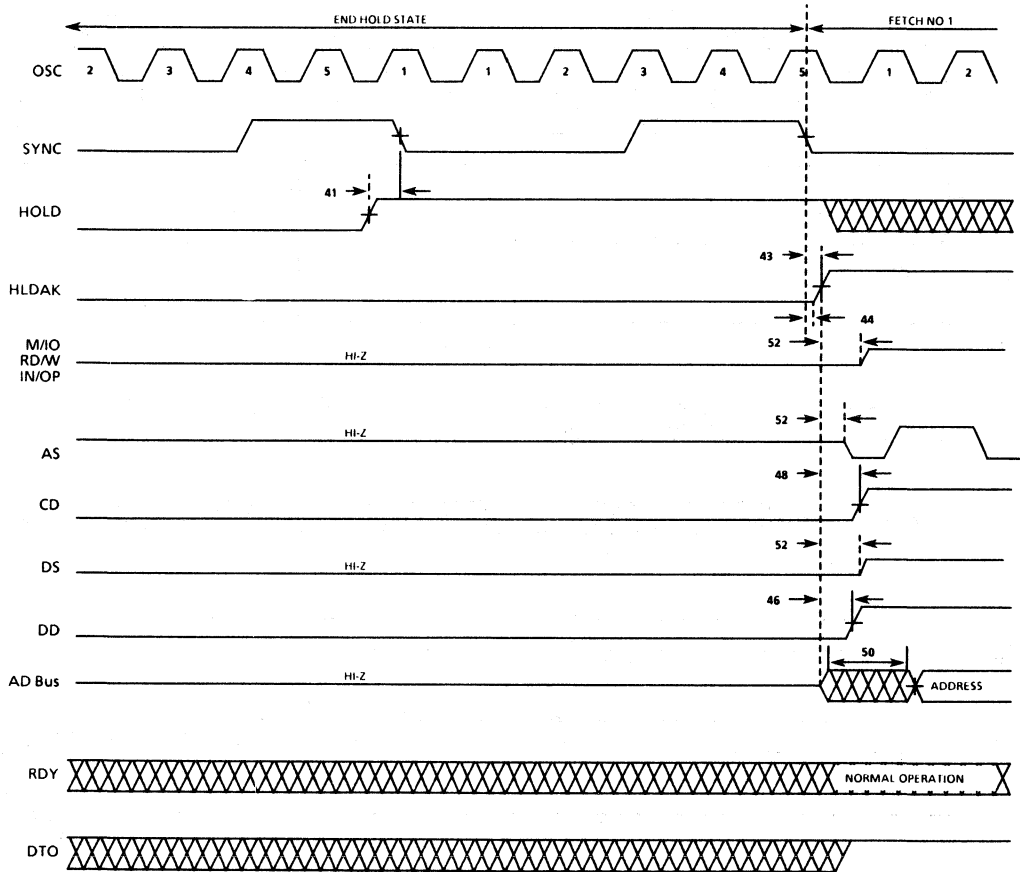 END HOLD STATE
FETCH NO 1
OSC 2 3 4 5 1 1 2 3 4 5 1 2
SYNC
41
HOLD
43
HLDAK
44
M/IO
RD/W
IN/OP
HI-Z
52
HI-Z
52
AS
48
CD
52
DS
HI-Z
46
DD
50
AD Bus
HI-Z
ADDRESS
RDY
NORMAL OPERATION
DTO